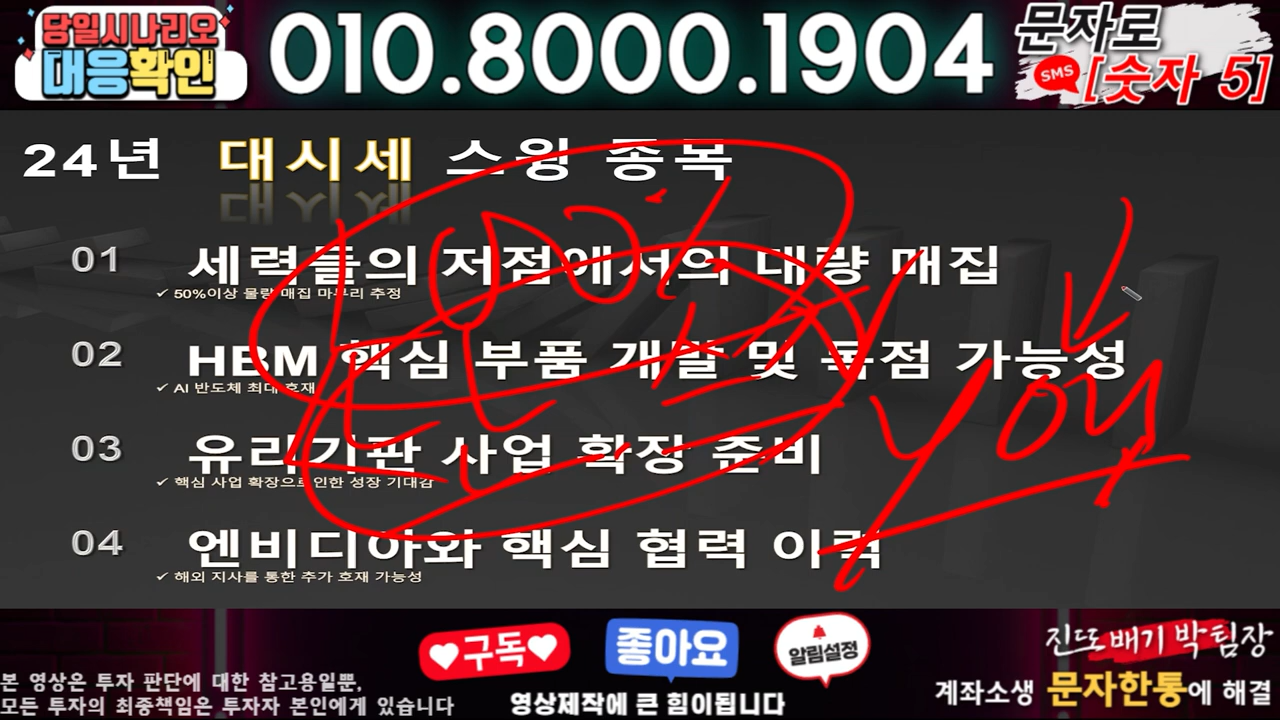 당일시나리오
대응확인
010.8000.1904
문자로
SMS
[숫자 5]
24년 대시세 스윙 종목
01 세력들의 저점에서의 대량 매집
✓ 50%이상 물량 매집 마무리 추정
02 HBM 핵심 부품 개발 및 독점 가능성
✓ AI 반도체 최대 호재
03 유리기판 사업 확장 준비
✓ 핵심 사업 확장으로 인한 성장 기대감
04 엔비디아와 핵심 협력 이력
✓ 해외 지사를 통한 추가 호재 가능성
구독
좋아요
알림설정
영상제작에 큰 힘이됩니다
본 영상은 투자 판단에 대한 참고용일뿐,
모든 투자의 최종책임은 투자자 본인에게 있습니다
진또배기 박팀장
계좌소생 문자한통에 해결